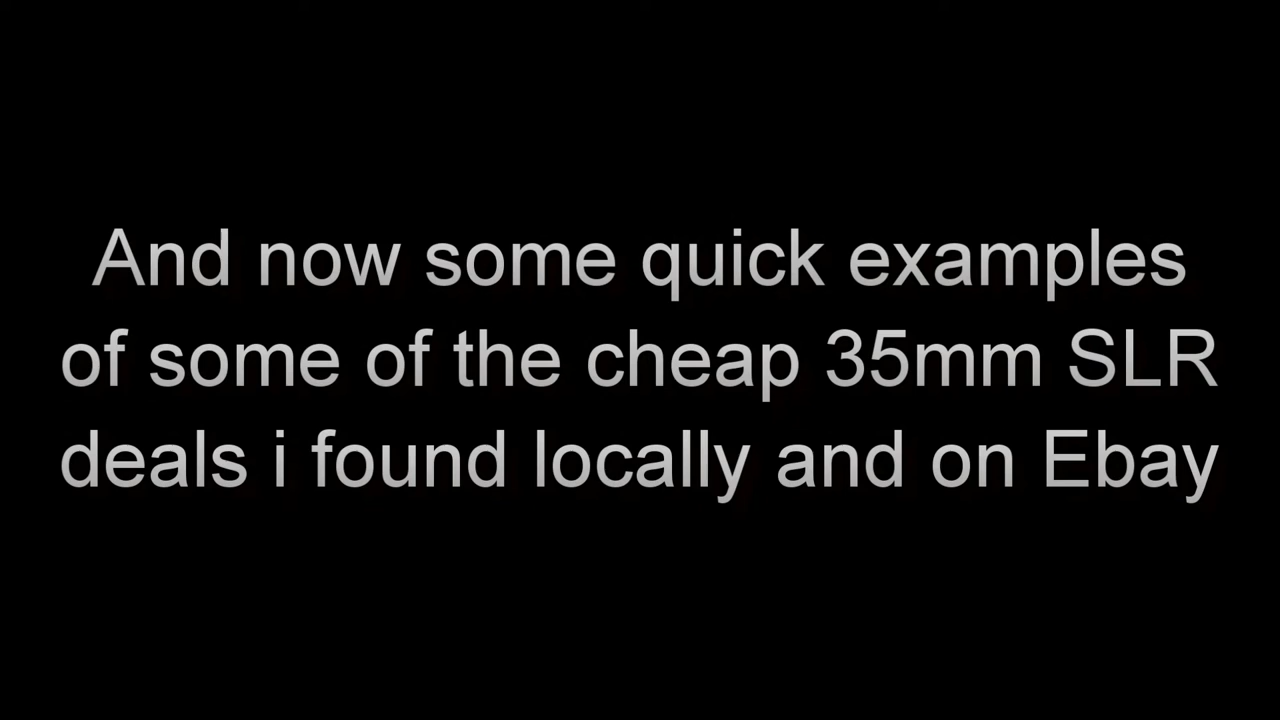 And now some quick examples
of some of the cheap 35mm SLR
deals i found locally and on Ebay